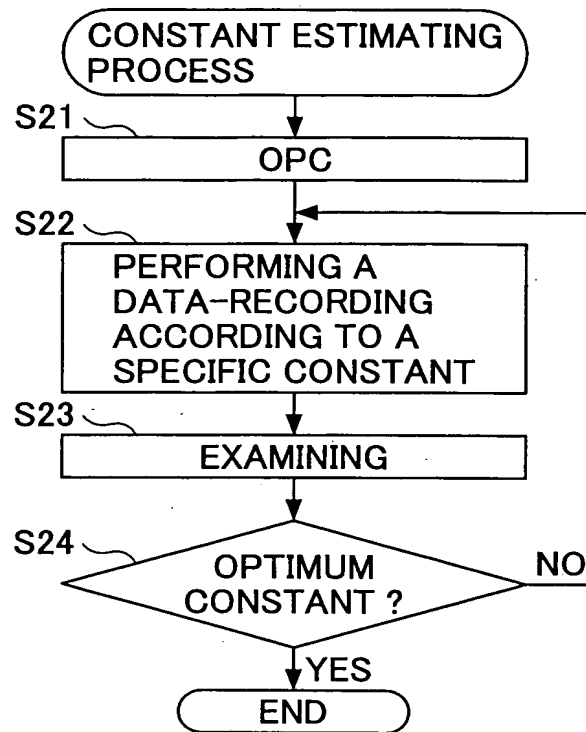 CONSTANT ESTIMATING
PROCESS
S21
OPC
S22
PERFORMING A
DATA-RECORDING
ACCORDING TO A
SPECIFIC CONSTANT
S23
EXAMINING
S24
OPTIMUM
CONSTANT ?
NO
YES
END